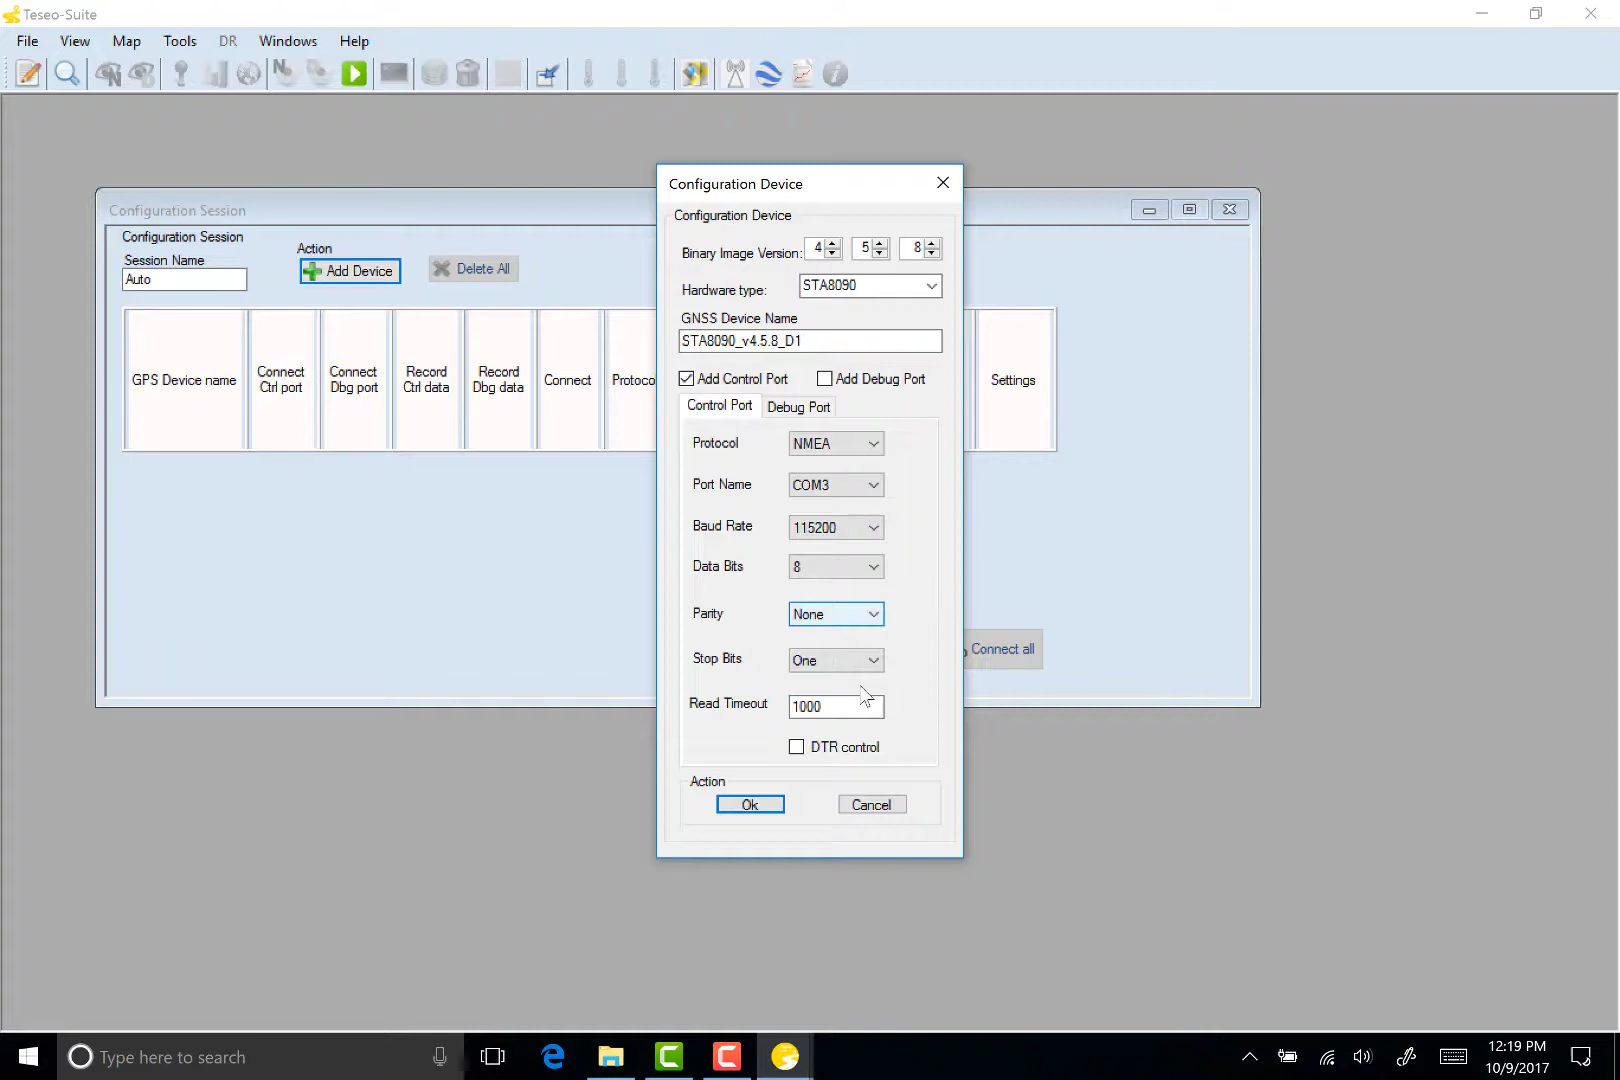 Teseo-Suite
File View Map Tools DR Windows Help
Configuration Session
Configuration Session
Session Name
Auto
Action
Add Device
Delete All
GPS Device name
Connect
Ctrl port
Connect
Dbg port
Record
Ctrl data
Record
Dbg data
Connect
Protoco
Settings
Connect all
Configuration Device
Configuration Device
Binary Image Version: 4 5 8
Hardware type: STA8090
GNSS Device Name
STA8090_v4.5.8_D1
Add Control Port Add Debug Port
Control Port Debug Port
Protocol NMEA
Port Name COM3
Baud Rate 115200
Data Bits 8
Parity None
Stop Bits One
Read Timeout 1000
DTR control
Action
Ok Cancel
Type here to search
12:19 PM
10/9/2017